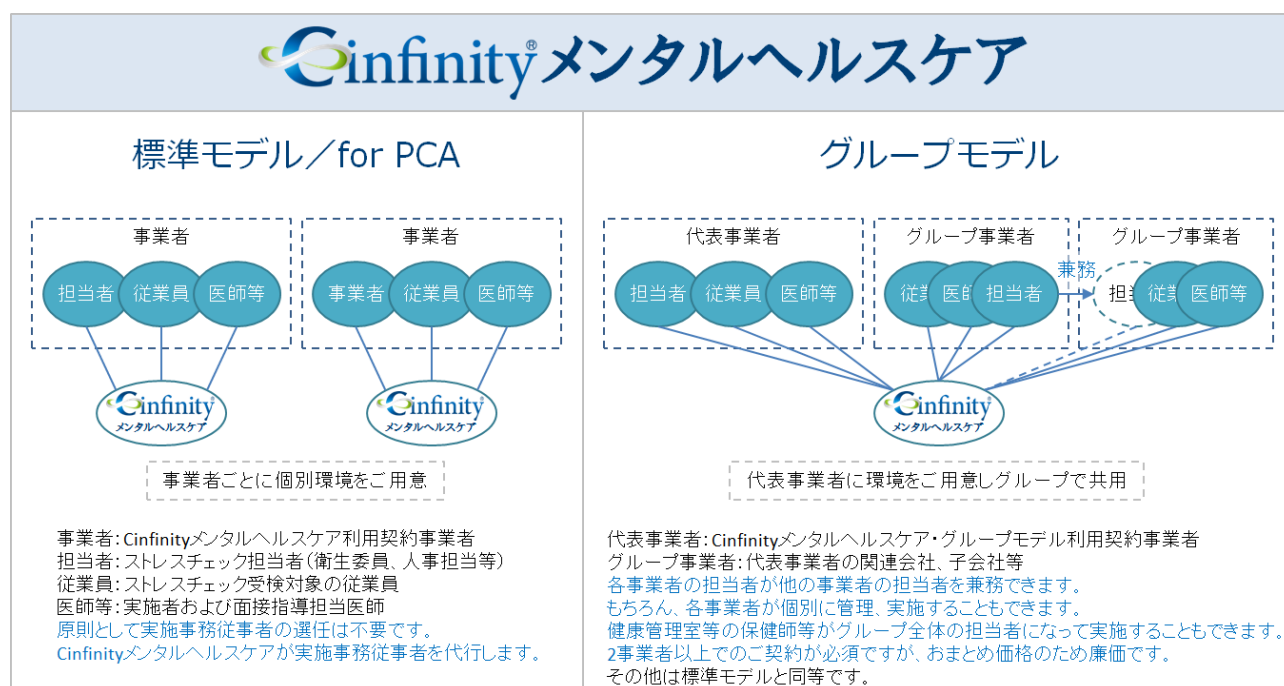 Cinfinity®メンタルヘルスケア
標準モデル／for PCA
事業者
担当者 従業員 医師等
事業者
事業者 従業員 医師等
Cinfinity
メンタルヘルスケア
Cinfinity
メンタルヘルスケア
事業者ごとに個別環境をご用意
事業者：Cinfinityメンタルヘルスケア利用契約事業者
担当者：ストレスチェック担当者（衛生委員、人事担当等）
従業員：ストレスチェック受検対象の従業員
医師等：実施者および面接指導担当医師
原則として実施事務従事者の選任は不要です。
Cinfinityメンタルヘルスケアが実施事務従事者を代行します。
グループモデル
代表事業者
担当者 従業員 医師等
グループ事業者
従 医 担当者
兼務
グループ事業者
担 従 医師等
Cinfinity
メンタルヘルスケア
代表事業者に環境をご用意しグループで共用
代表事業者：Cinfinityメンタルヘルスケア・グループモデル利用契約事業者
グループ事業者：代表事業者の関連会社、子会社等
各事業者の担当者が他の事業者の担当者を兼務できます。
もちろん、各事業者が個別に管理、実施することもできます。
健康管理室等の保健師等がグループ全体の担当者になって実施することもできます。
2事業者以上でのご契約が必須ですが、おまとめ価格のため廉価です。
その他は標準モデルと同等です。